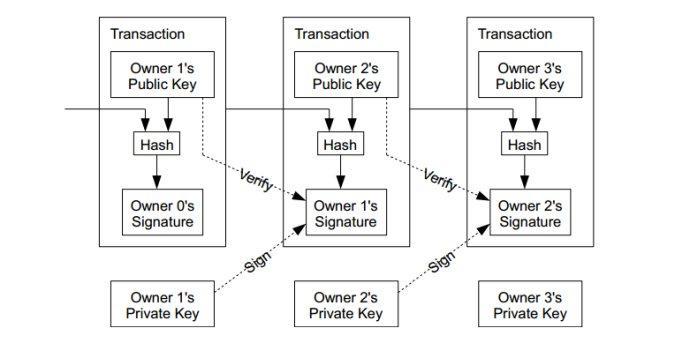 Transaction
Owner 1's
Public Key
Hash
Owner 0's
Signature
Transaction
Owner 2's
Public Key
Hash
Verify
Owner 1's
Signature
Sign
Transaction
Owner 3's
Public Key
Hash
Verify
Owner 2's
Signature
Sign
Owner 1's
Private Key
Owner 2's
Private Key
Owner 3's
Private Key